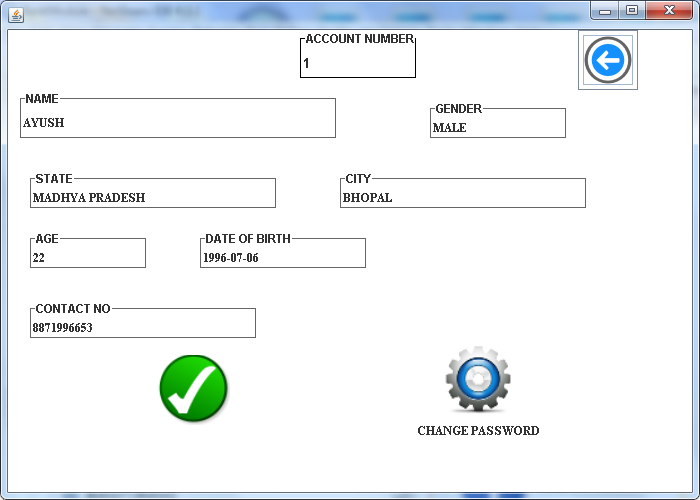 ACCOUNT NUMBER
1
NAME
AYUSH
GENDER
MALE
STATE
MADHYA PRADESH
CITY
BHOPAL
AGE
22
DATE OF BIRTH
1996-07-06
CONTACT NO
8871996653
CHANGE PASSWORD